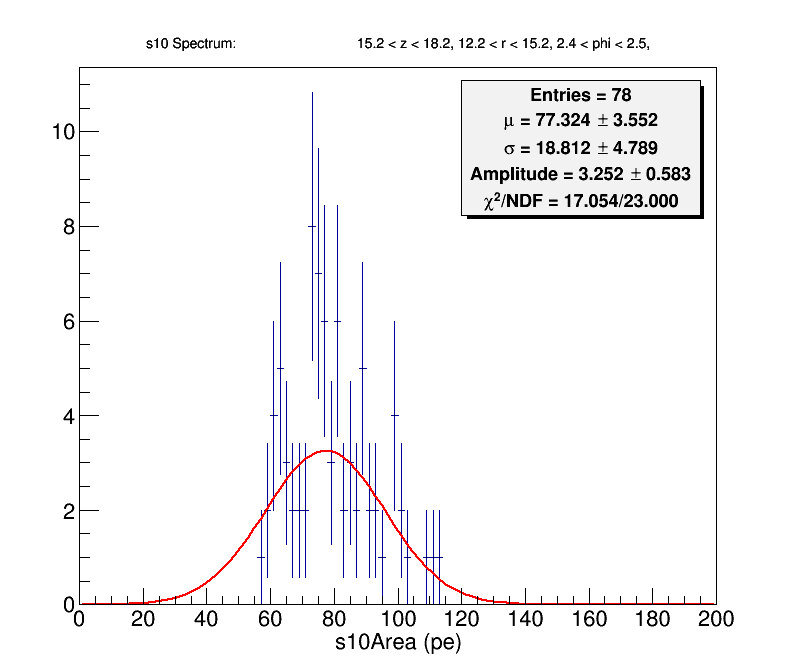 s10 Spectrum: 15.2 < z < 18.2, 12.2 < r < 15.2, 2.4 < phi < 2.5,
Entries = 78
μ = 77.324 ± 3.552
σ = 18.812 ± 4.789
Amplitude = 3.252 ± 0.583
χ²/NDF = 17.054/23.000
10
8
6
4
2
0
0 20 40 60 80 100 120 140 160 180 200
s10Area (pe)